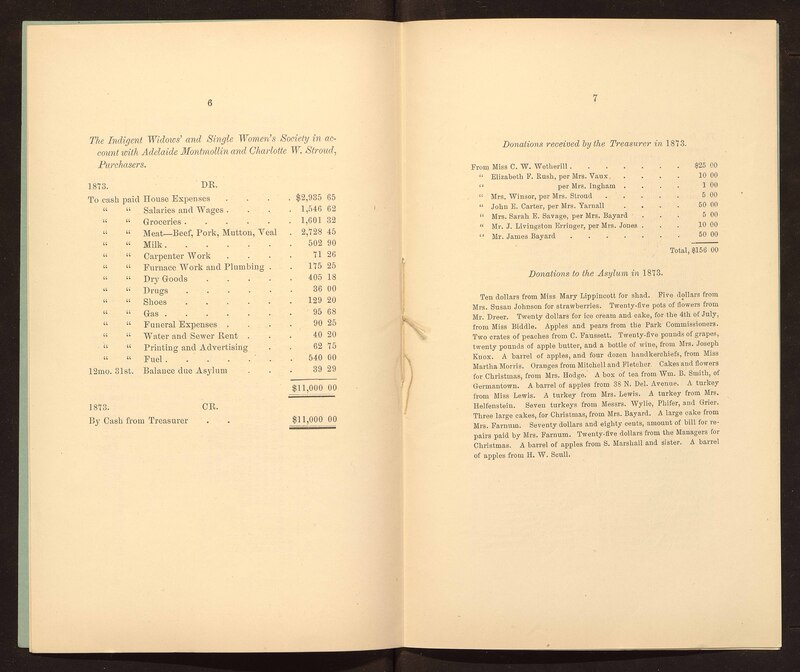 6
The Indigent Widows' and Single Women's Society in ac-
count with Adelaide Montmollin and Charlotte W. Stroud,
Purchasers.
1873. DR.
To cash paid House Expenses . . . . $2,935 65
“ “ Salaries and Wages . . . . 1,546 62
“ “ Groceries . . . . . . 1,601 32
“ “ Meat—Beef, Pork, Mutton, Veal . 2,728 45
“ “ Milk . . . . . . . 502 90
“ “ Carpenter Work . . . . 71 26
“ “ Furnace Work and Plumbing . . 175 25
“ “ Dry Goods . . . . . 405 18
“ “ Drugs . . . . . . 36 00
“ “ Shoes . . . . . . 129 20
“ “ Gas . . . . . . . 95 68
“ “ Funeral Expenses . . . . 90 25
“ “ Water and Sewer Rent . . . 40 20
“ “ Printing and Advertising . . 62 75
“ “ Fuel . . . . . . . 540 00
12mo. 31st. Balance due Asylum . . . 39 29
$11,000 00
1873. CR.
By Cash from Treasurer . . $11,000 00
7
Donations received by the Treasurer in 1873.
From Miss C. W. Wetherill . . . . . . $25 00
“ Elizabeth F. Rush, per Mrs. Vaux . . . . 10 00
“ per Mrs. Ingham . . . . 1 00
“ Mrs. Winsor, per Mrs. Stroud . . . . 5 00
“ John E. Carter, per Mrs. Yarnall . . . . 50 00
“ Mrs. Sarah E. Savage, per Mrs. Bayard . . . 5 00
“ Mr. J. Livingston Erringer, per Mrs. Jones . . . 10 00
“ Mr. James Bayard . . . . . . 50 00
Total, $156 00
Donations to the Asylum in 1873.
Ten dollars from Miss Mary Lippincott for shad. Five dollars from
Mrs. Susan Johnson for strawberries. Twenty-five pots of flowers from
Mr. Dreer. Twenty dollars for ice cream and cake, for the 4th of July,
from Miss Biddle. Apples and pears from the Park Commissioners.
Two crates of peaches from C. Faussett. Twenty-five pounds of grapes,
twenty pounds of apple butter, and a bottle of wine, from Mrs. Joseph
Knox. A barrel of apples, and four dozen handkerchiefs, from Miss
Martha Morris. Oranges from Mitchell and Fletcher. Cakes and flowers
for Christmas, from Mrs. Hodge. A box of tea from Wm. B. Smith, of
Germantown. A barrel of apples from 38 N. Del. Avenue. A turkey
from Miss Lewis. A turkey from Mrs. Lewis. A turkey from Mrs.
Helfenstein. Seven turkeys from Messrs. Wylie, Phifer, and Grier.
Three large cakes, for Christmas, from Mrs. Bayard. A large cake from
Mrs. Farnum. Seventy dollars and eighty cents, amount of bill for re-
pairs paid by Mrs. Farnum. Twenty-five dollars from the Managers for
Christmas. A barrel of apples from S. Marshall and sister. A barrel
of apples from H. W. Scull.